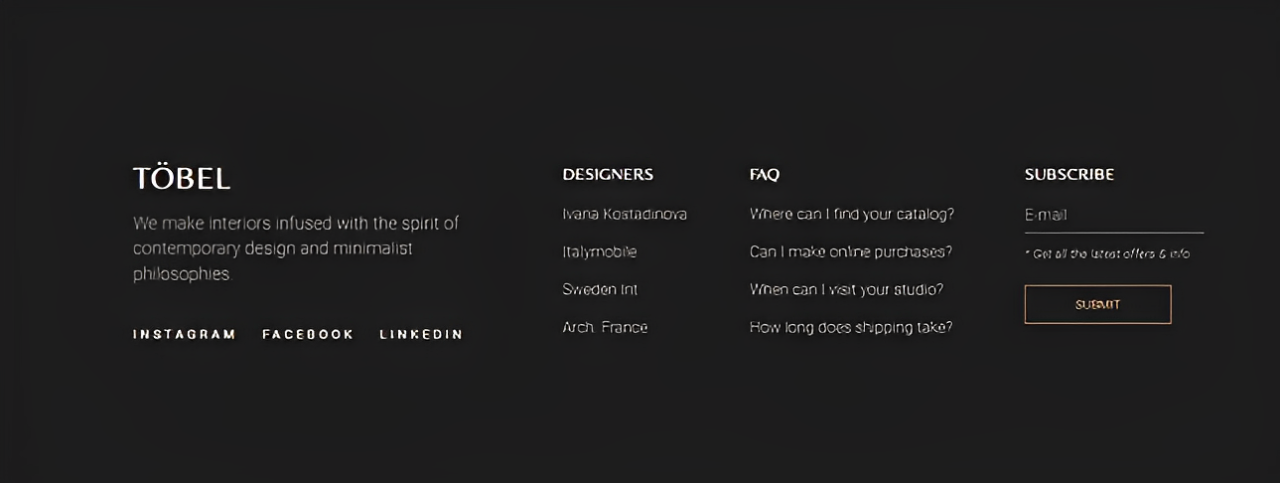 TÖBEL
We make interiors infused with the spirit of
contemporary design and minimalist
philosophies.
INSTAGRAM FACEBOOK LINKEDIN
DESIGNERS
Ivana Kostadinova
Italymobile
Sweden Int
Arch. France
FAQ
Where can I find your catalog?
Can I make online purchases?
When can I visit your studio?
How long does shipping take?
SUBSCRIBE
E-mail
* Get all the latest offers & info
SUBMIT